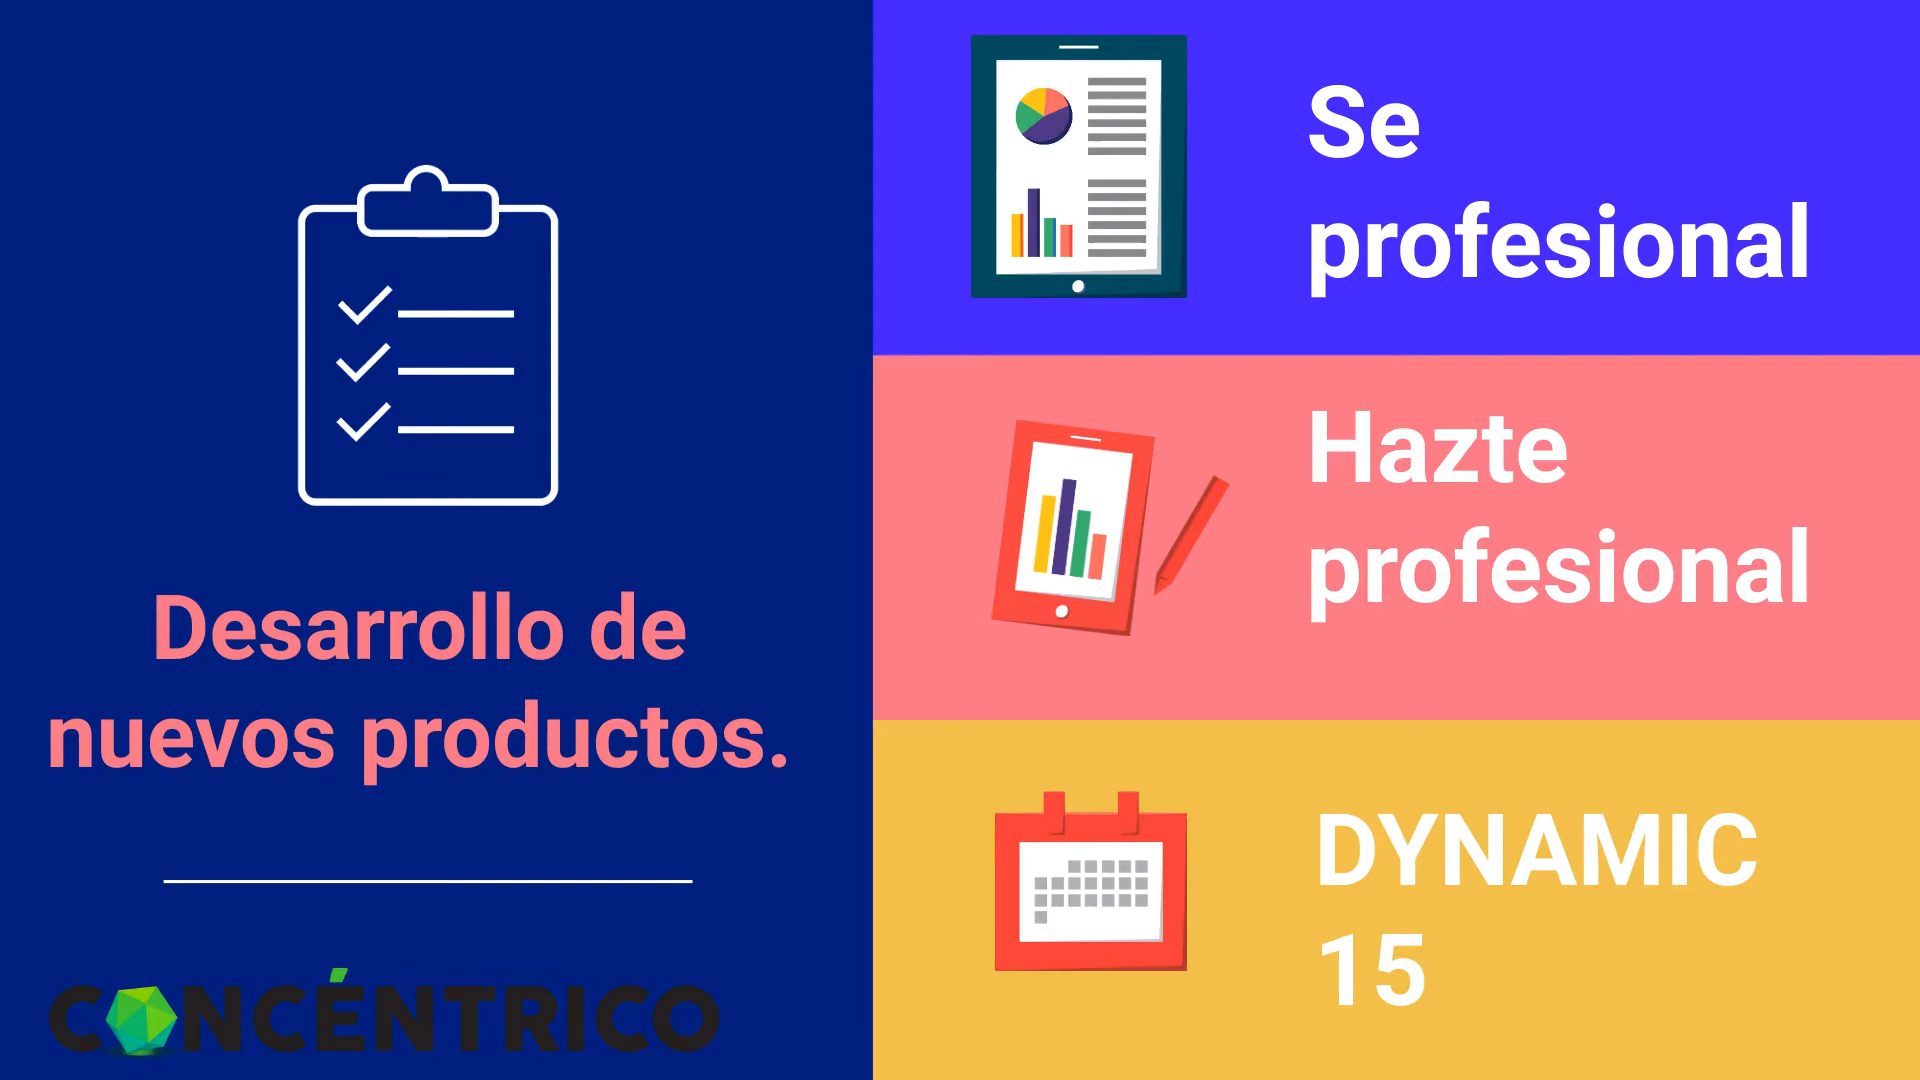 Desarrollo de
nuevos productos.
CONCÉNTRICO
Se
profesional
Hazte
profesional
DYNAMIC
15